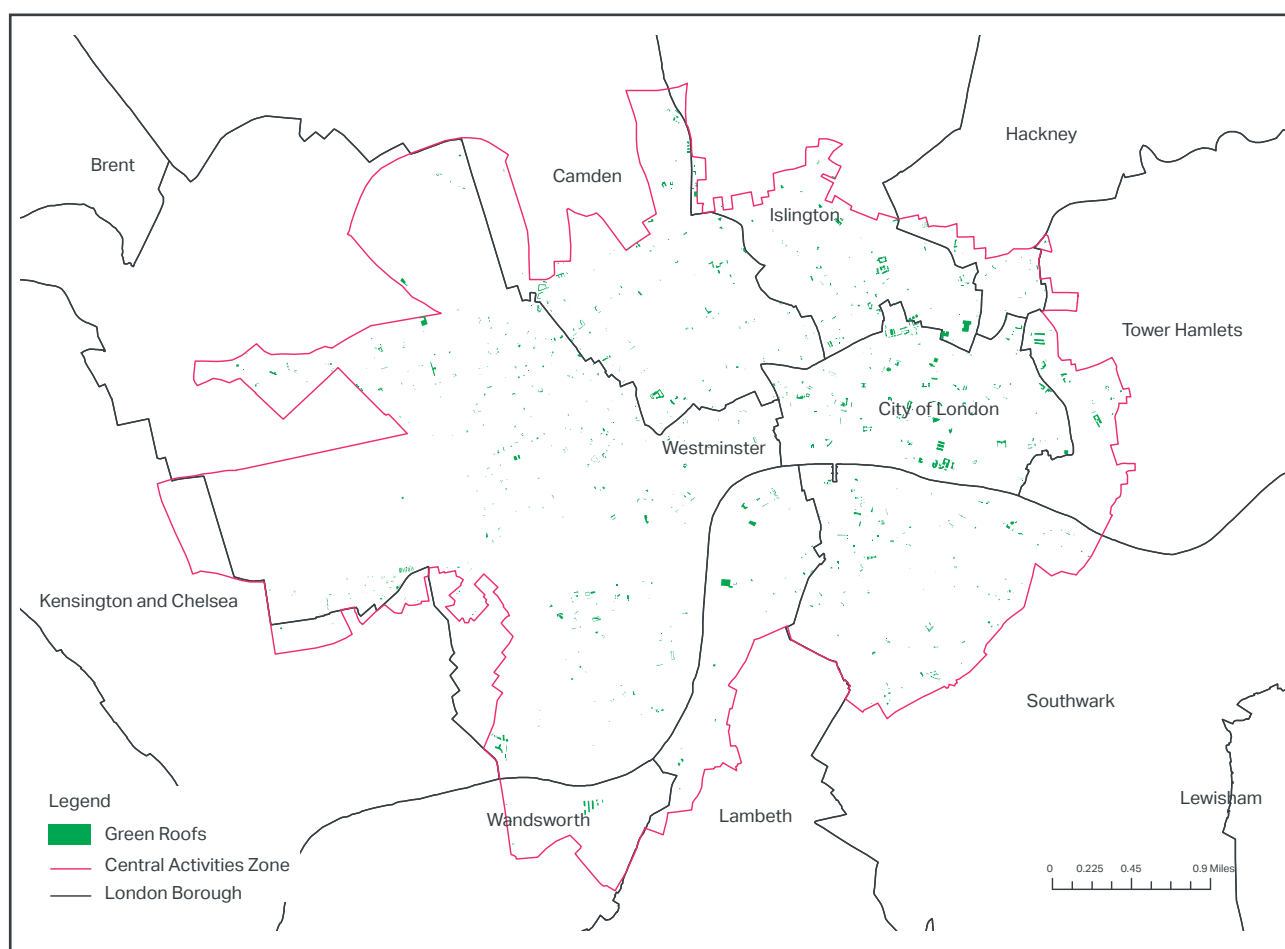 Hackney
Brent
Camden
Islington
Tower Hamlets
City of London
Westminster
Kensington and Chelsea
Southwark
Lewisham
Lambeth
Wandsworth
Legend
Green Roofs
Central Activities Zone
London Borough
0 0.225 0.45 0.9 Miles